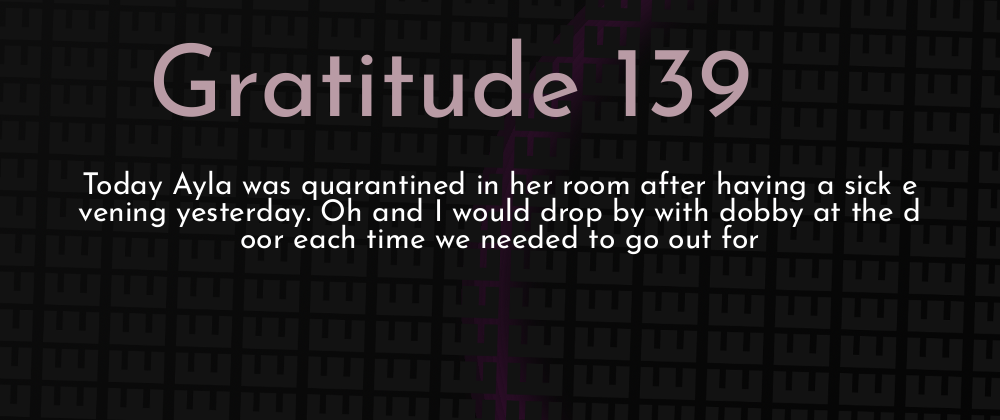 Gratitude 139
Today Ayla was quarantined in her room after having a sick e
vening yesterday. Oh and I would drop by with dobby at the d
oor each time we needed to go out for